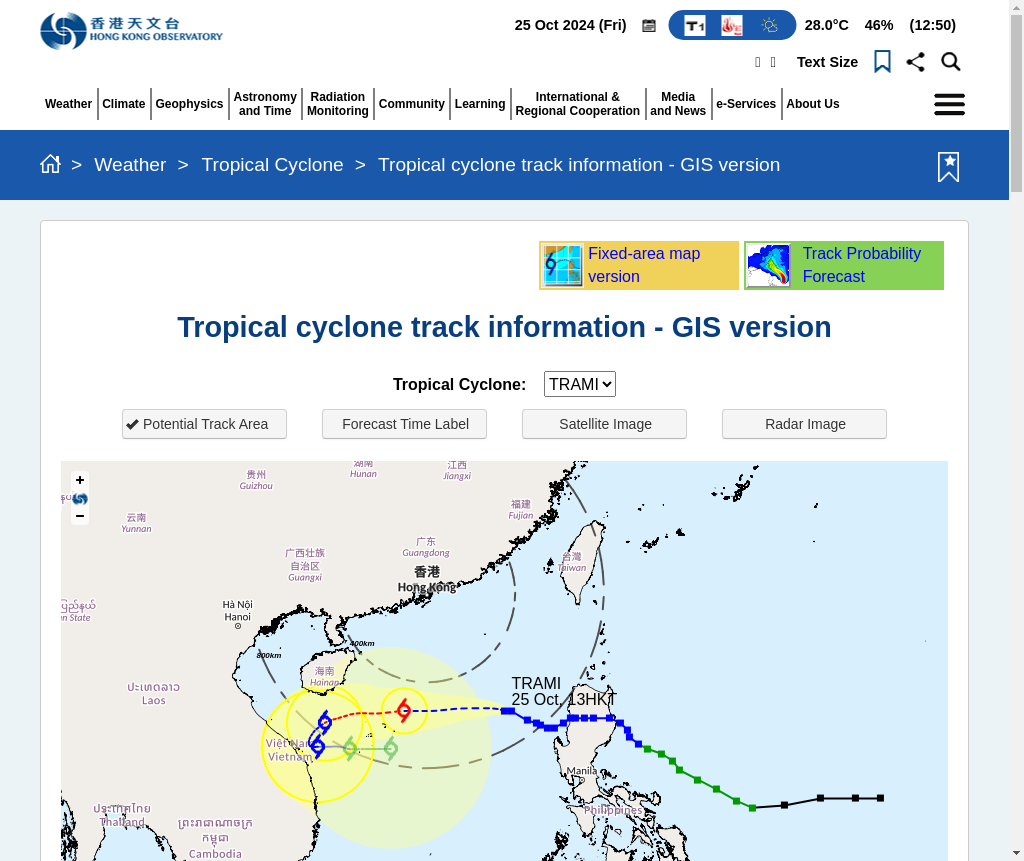 香港天文台
HONG KONG OBSERVATORY
25 Oct 2024 (Fri)
T1
28.0°C 46% (12:50)
Text Size
Weather
Climate
Geophysics
Astronomy
and Time
Radiation
Monitoring
Community
Learning
International &
Regional Cooperation
Media
and News
e-Services
About Us
> Weather > Tropical Cyclone > Tropical cyclone track information - GIS version
Fixed-area map
version
Track Probability
Forecast
Tropical cyclone track information - GIS version
Tropical Cyclone: TRAMI
Potential Track Area
Forecast Time Label
Satellite Image
Radar Image
+
−
贵州
Guizhou
湖南
Hunan
江西
Jiangxi
云南
Yunnan
福建
Fujian
广东
Guangdong
广西壮族
自治区
Guangxi
香港
Hong Kong
台灣
Taiwan
Hà Nội
Hanoi
400km
800km
海南
Hainan
ປະເທດລາວ
Laos
TRAMI
25 Oct, 13HKT
Việt Nam
Vietnam
Manila
Philippines
ประเทศไทย
Thailand
ព្រះរាជាណាចក្រ
កម្ពុជា
Cambodia